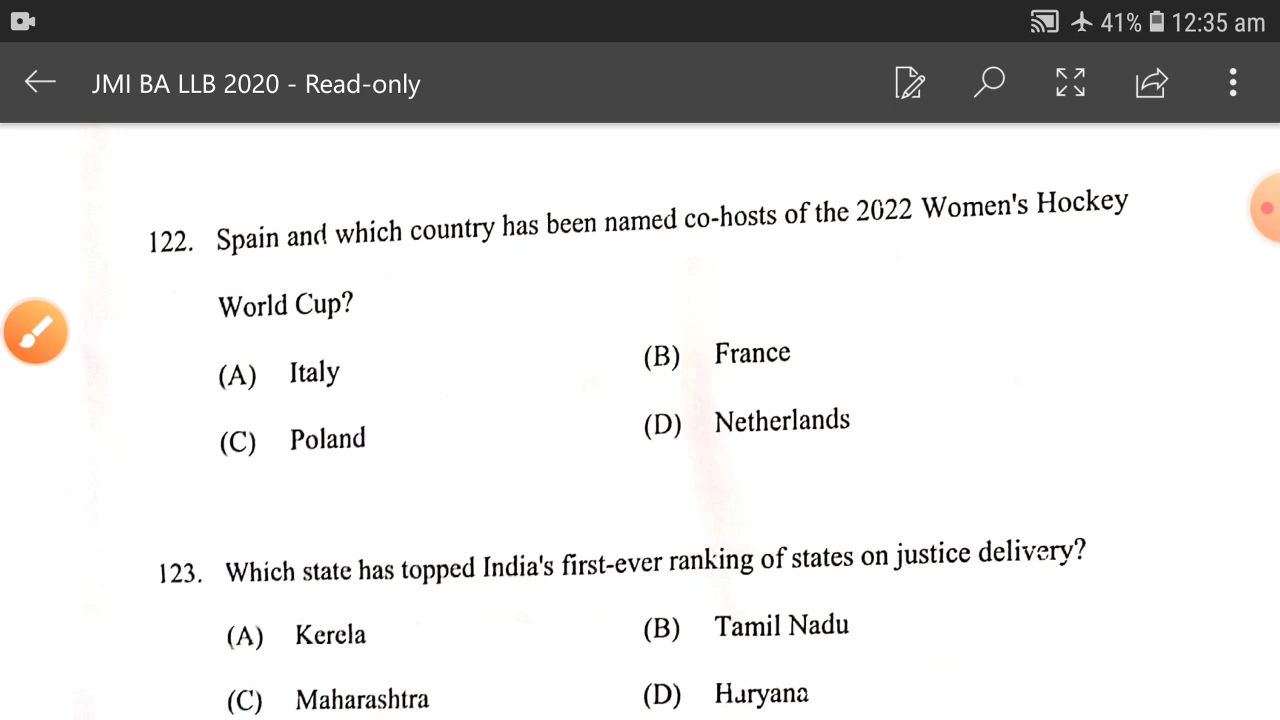 41% 12:35 am
JMI BA LLB 2020 - Read-only
122. Spain and which country has been named co-hosts of the 2022 Women's Hockey
World Cup?
(A) Italy (B) France
(C) Poland (D) Netherlands
123. Which state has topped India's first-ever ranking of states on justice delivery?
(A) Kerela (B) Tamil Nadu
(C) Maharashtra (D) Haryana